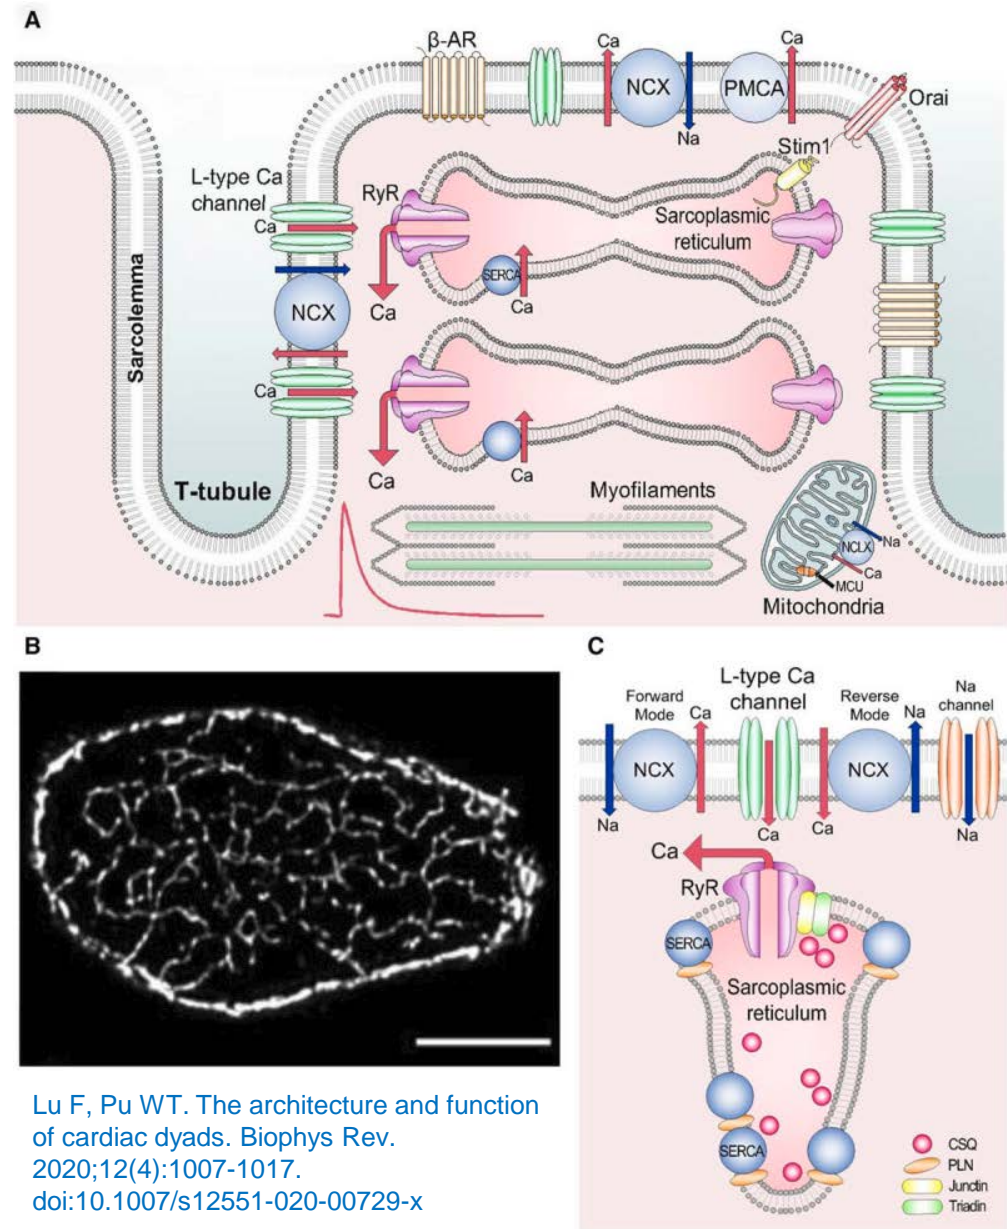 A
β-AR
Ca
NCX
Na
PMCA
Ca
Orai
Stim1
L-type Ca
channel
Ca
RyR
Sarcoplasmic
reticulum
SERCA
Ca
Ca
NCX
Sarcolemma
Ca
Ca
Ca
T-tubule
Myofilaments
NCLX
Na
Ca
MCU
Mitochondria
B
Lu F, Pu WT. The architecture and function
of cardiac dyads. Biophys Rev.
2020;12(4):1007-1017.
doi:10.1007/s12551-020-00729-x
C
Forward
Mode
Ca
NCX
Na
L-type Ca
channel
Ca
Reverse
Mode
Na
NCX
Ca
Na
channel
Na
Ca
RyR
SERCA
Sarcoplasmic
reticulum
SERCA
CSQ
PLN
Junctin
Triadin